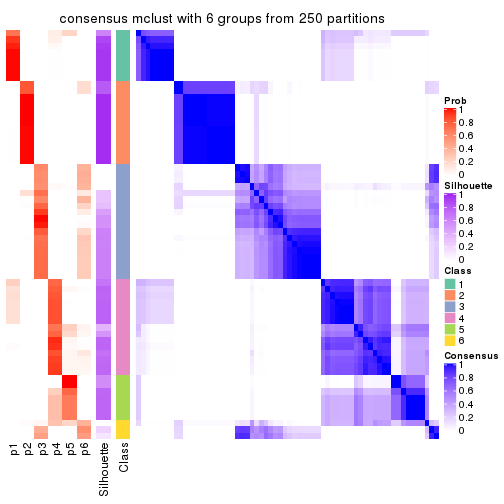 consensus mclust with 6 groups from 250 partitions
Prob
1
0.8
0.6
0.4
0.2
0
Silhouette
1
0.8
0.6
0.4
0.2
0
Class
1
2
3
4
5
6
Consensus
1
0.8
0.6
0.4
0.2
0
p1
p2
p3
p4
p5
p6
Silhouette
Class